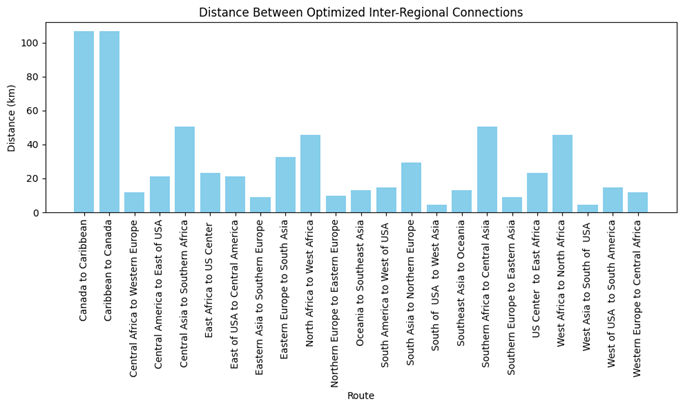 Distance Between Optimized Inter-Regional Connections
Distance (km)
100
80
60
40
20
0
Canada to Caribbean
Caribbean to Canada
Central Africa to Western Europe
Central America to East of USA
Central Asia to Southern Africa
East Africa to US Center
East of USA to Central America
Eastern Asia to Southern Europe
Eastern Europe to South Asia
North Africa to West Africa
Northern Europe to Eastern Europe
Oceania to Southeast Asia
South America to West of USA
South Asia to Northern Europe
South of  USA  to West Asia
Southeast Asia to Oceania
Southern Africa to Central Asia
Southern Europe to Eastern Asia
US Center  to East Africa
West Africa to North Africa
West Asia to South of  USA
West of USA  to South America
Western Europe to Central Africa
Route